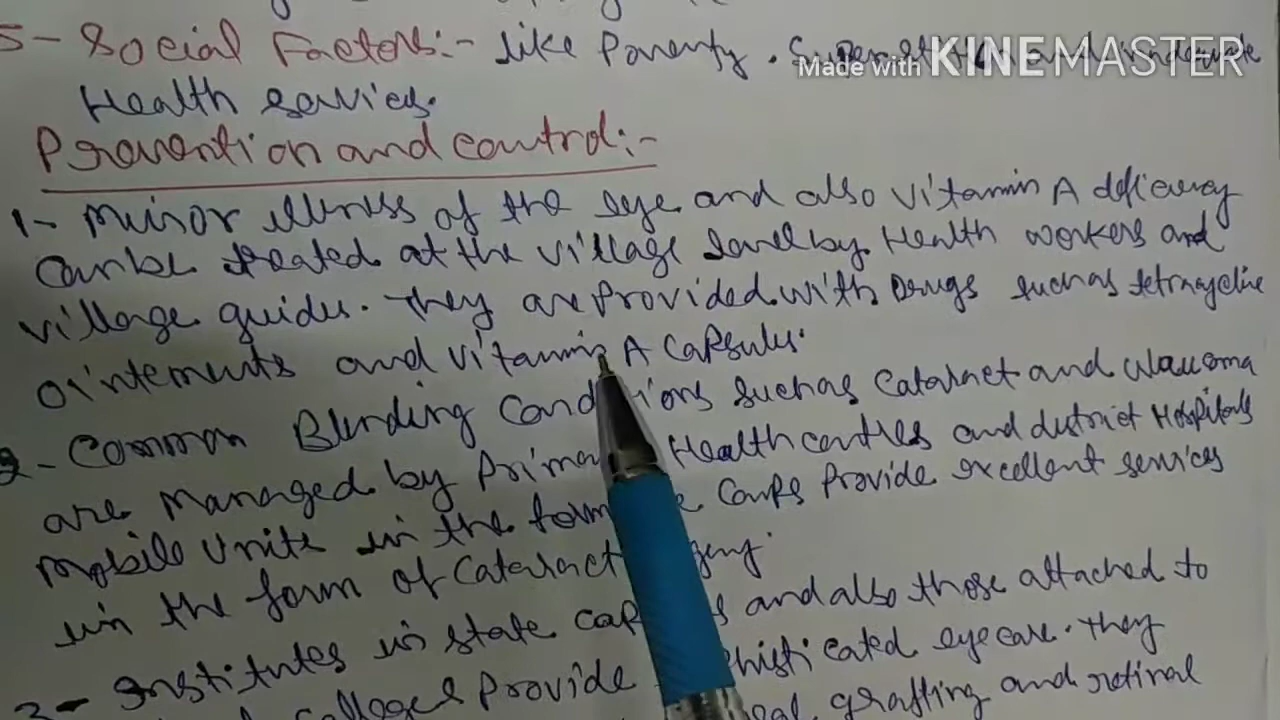 5- Social Factors:- like Poverty. Superstition and inadequate
Made with KINEMASTER
Health services.
Prevention and control:-
1- Minor illness of the eye and also vitamin A deficiency
can be treated at the village level by Health workers and
village guides. They are Provided with Drugs such as tetracycline
ointements and vitamin A capsules.
2- Common Blinding Conditions such as Cataract and Glaucoma
are managed by Primary Health centres and district Hospitals
Mobile Units in the form Camps Provide excellent services
in the form of Cataract
3- Institutes in state and also those attached to
colleges Provide eye care. They
grafting and retinal